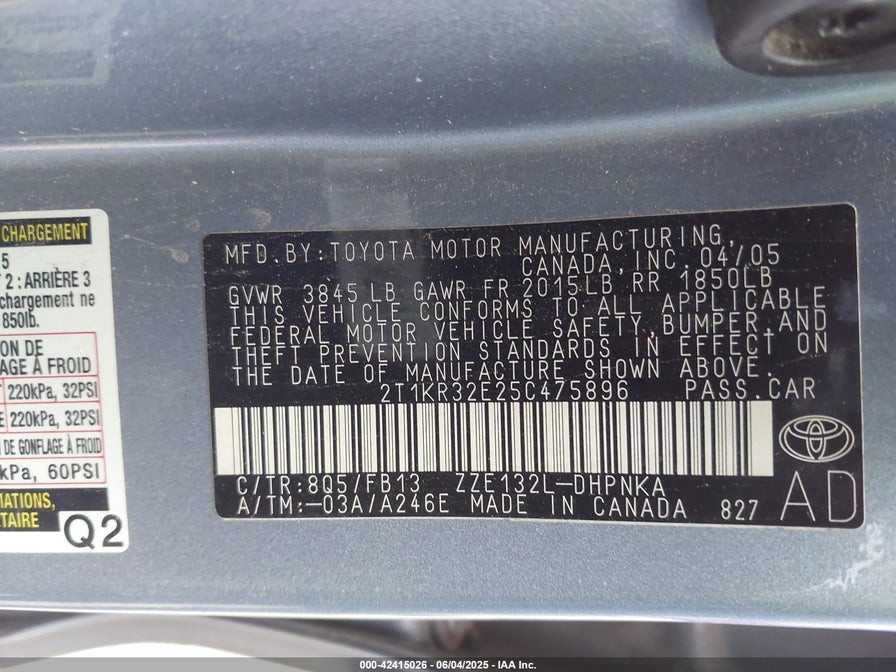 CHARGEMENT
5
2 : ARRIÈRE 3
chargement ne
850lb.
ON DE
À FROID
220kPa, 32PSI
220kPa, 32PSI
DE GONFLAGE À FROID
kPa, 60PSI
MATIONS,
TAIRE
Q2
MFD. BY: TOYOTA MOTOR MANUFACTURING,
CANADA, INC. 04/05
GVWR 3845 LB GAWR FR 2015LB RR 1850LB
THIS VEHICLE CONFORMS TO ALL APPLICABLE
FEDERAL MOTOR VEHICLE SAFETY, BUMPER AND
THEFT PREVENTION STANDARDS IN EFFECT ON
THE DATE OF MANUFACTURE SHOWN ABOVE.
2T1KR32E25C475896 PASS.CAR
C/TR:8Q5/FB13 ZZE132L-DHPNKA
A/TM:-03A/A246E MADE IN CANADA 827
AD
000-42415026 - 06/04/2025 - IAA Inc.